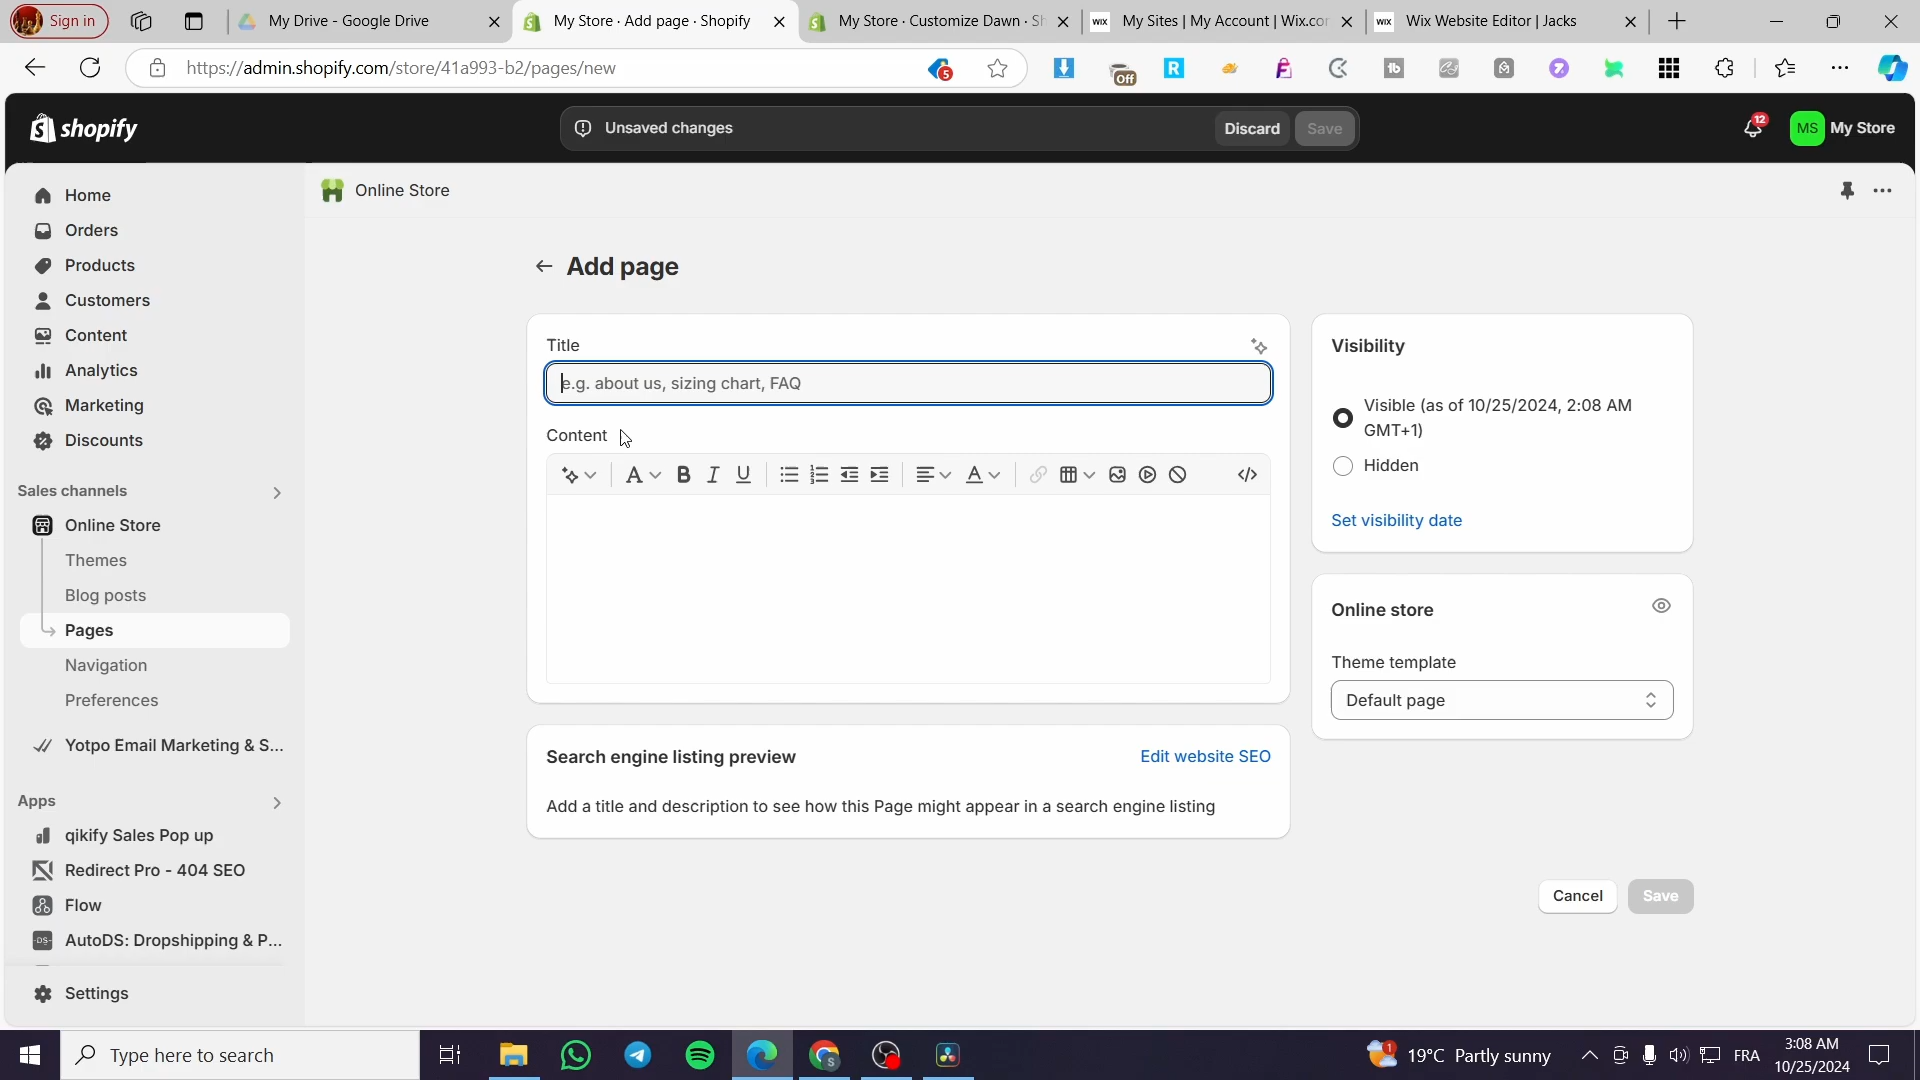 Sign in
My Drive - Google Drive
My Store · Add page · Shopify
My Store · Customize Dawn · Sh
WIX My Sites | My Account | Wix.co
WIX Wix Website Editor | Jacks
https://admin.shopify.com/store/41a993-b2/pages/new
5
Off
R
tb
shopify
Unsaved changes
Discard
Save
12
MS My Store
Home
Orders
Products
Customers
Content
Analytics
Marketing
Discounts
Sales channels
Online Store
Themes
Blog posts
Pages
Navigation
Preferences
Yotpo Email Marketing & S...
Apps
qikify Sales Pop up
Redirect Pro - 404 SEO
Flow
AutoDS: Dropshipping & P...
Settings
Online Store
Add page
Title
e.g. about us, sizing chart, FAQ
Content
A B I U A
Search engine listing preview
Edit website SEO
Add a title and description to see how this Page might appear in a search engine listing
Visibility
Visible (as of 10/25/2024, 2:08 AM
GMT+1)
Hidden
Set visibility date
Online store
Theme template
Default page
Cancel
Save
Type here to search
1
19°C Partly sunny
FRA
3:08 AM
10/25/2024